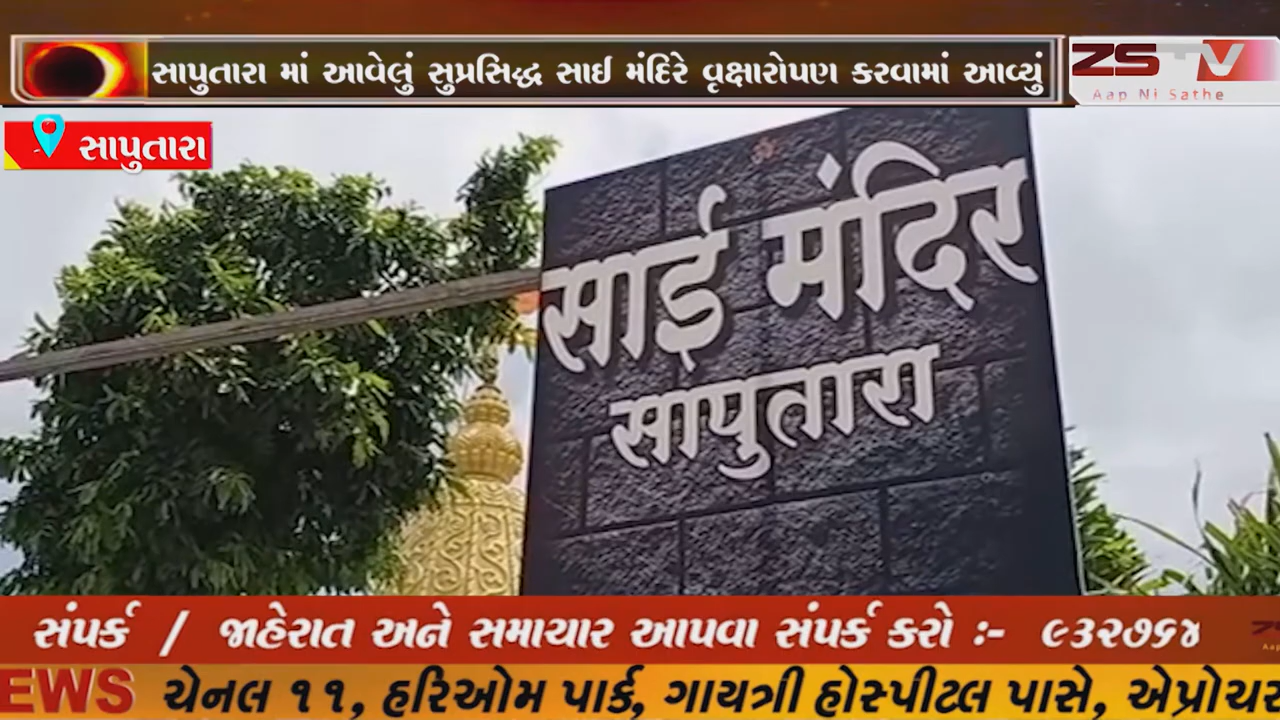 સાપુતારા માં આવેલું સુપ્રસિદ્ધ સાઈ મંદિરે વૃક્ષારોપણ કરવામાં આવ્યું
ZSTV
Aap Ni Sathe
સાપુતારા
साई मंदिर
सापुतारा
સંપર્ક / જાહેરાત અને સમાચાર આપવા સંપર્ક કરો :- ૯૩૨૭૬૪
EWS ચેનલ ૧૧, હરિઓમ પાર્ક, ગાયત્રી હોસ્પીટલ પાસે, એપ્રોચ